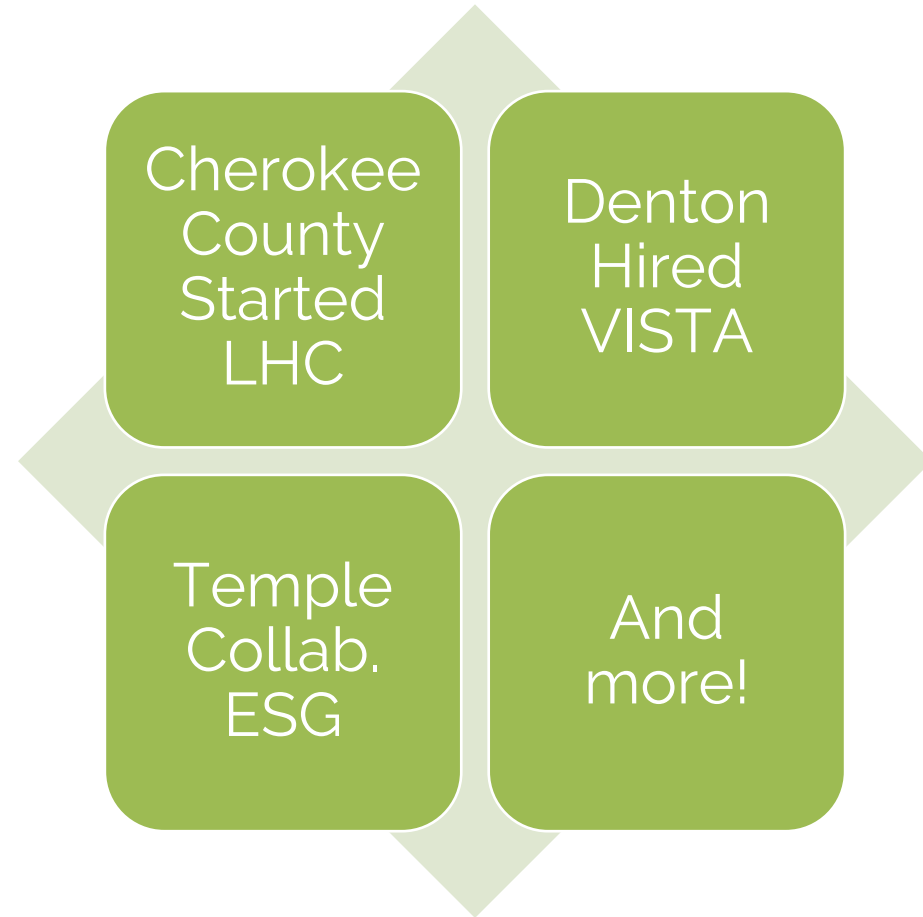 Cherokee
County
Started
LHC
Denton
Hired
VISTA
Temple
Collab.
ESG
And
more!